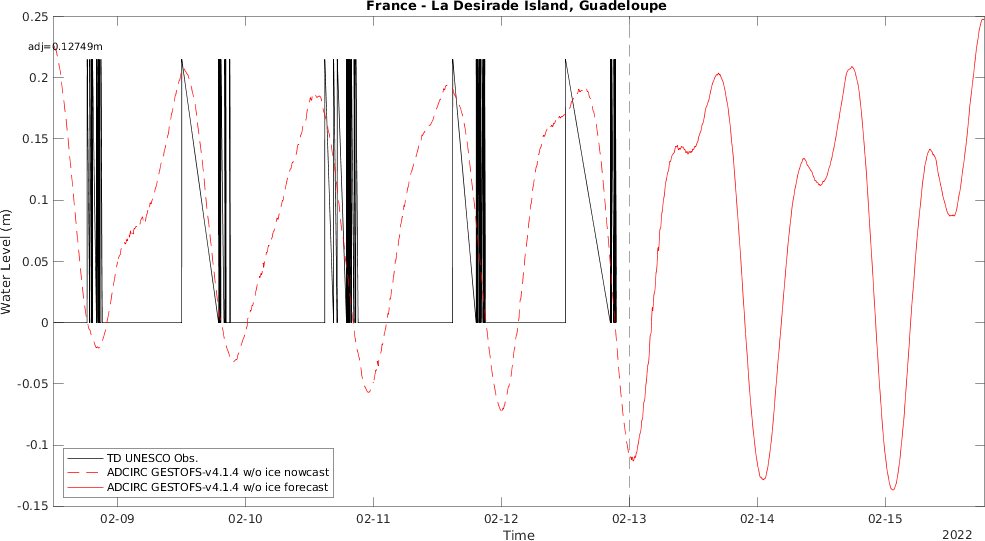 France - La Desirade Island, Guadeloupe
0.25
adj=0.12749m
0.2
0.15
0.1
0.05
0
-0.05
-0.1
-0.15
Water Level (m)
TD UNESCO Obs.
ADCIRC GESTOFS-v4.1.4 w/o ice nowcast
ADCIRC GESTOFS-v4.1.4 w/o ice forecast
02-09 02-10 02-11 02-12 02-13 02-14 02-15
Time
2022